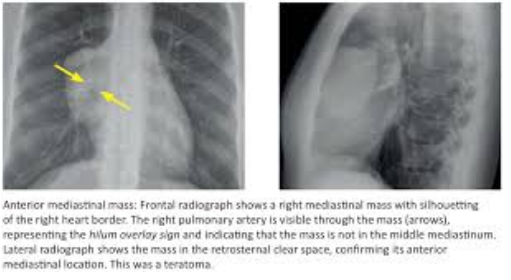 Anterior mediastinal mass: Frontal radiograph shows a right mediastinal mass with silhouetting
of the right heart border. The right pulmonary artery is visible through the mass (arrows),
representing the hilum overlay sign and indicating that the mass is not in the middle mediastinum.
Lateral radiograph shows the mass in the retrosternal clear space, confirming its anterior
mediastinal location. This was a teratoma.